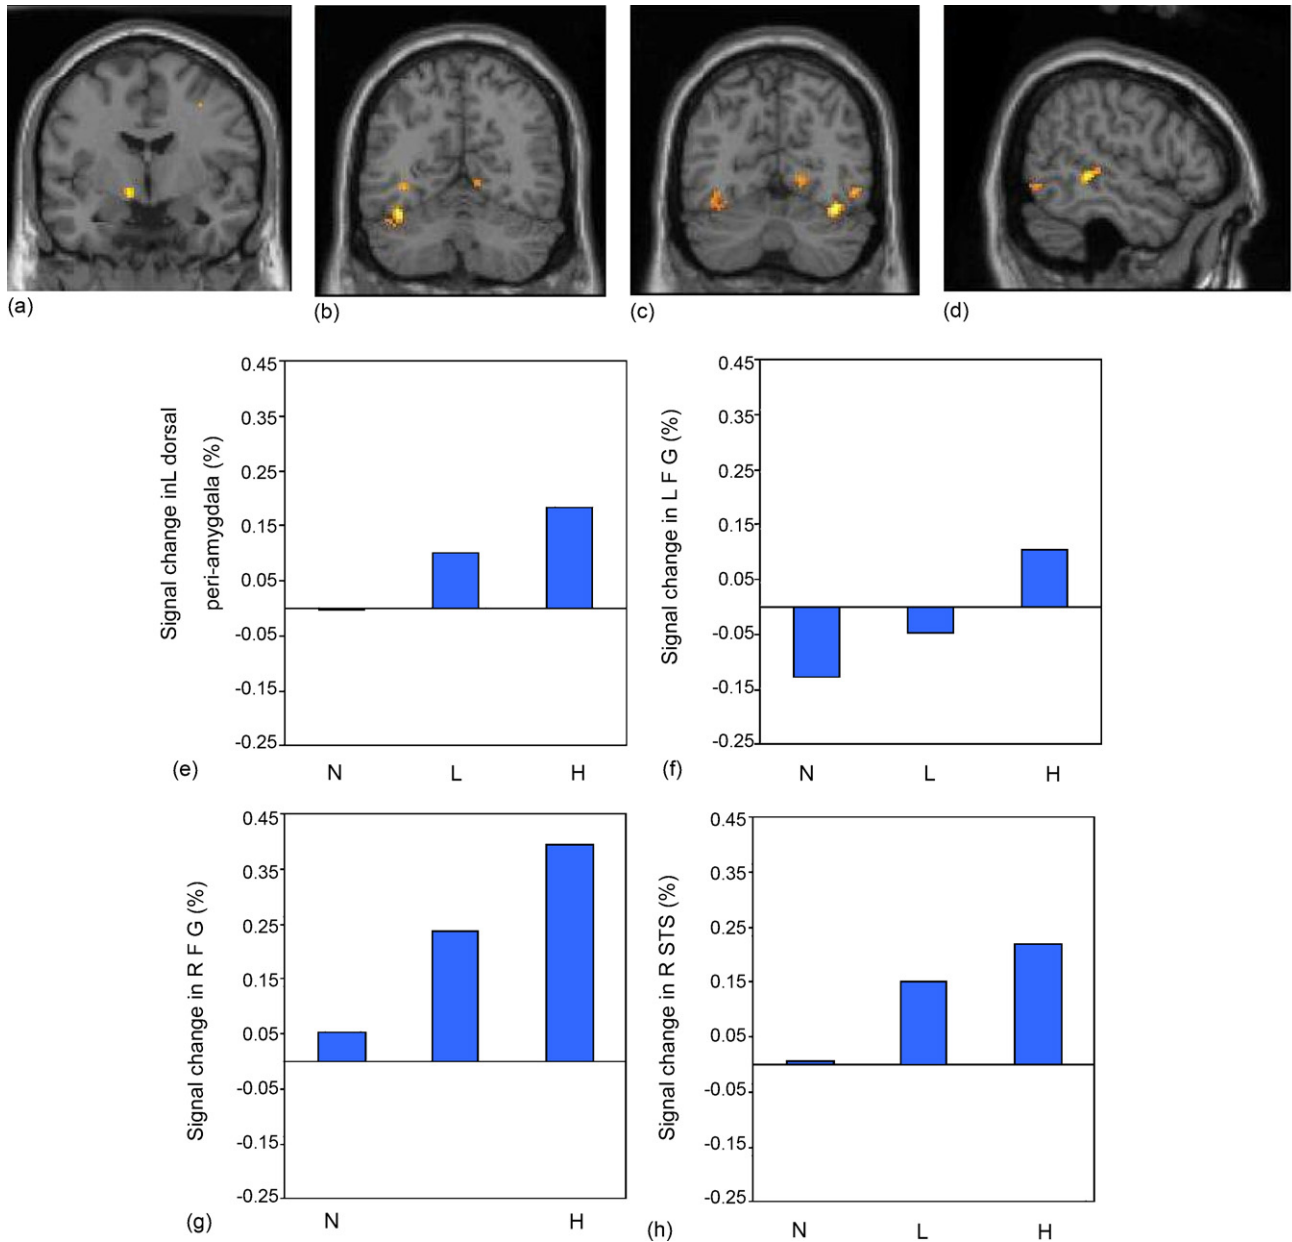 (a)
(b)
(c)
(d)
Signal change inL dorsal
peri-amygdala (%)
0.45
0.35
0.25
0.15
0.05
-0.05
-0.15
-0.25
(e)
N L H
Signal change in L F G (%)
0.45
0.35
0.25
0.15
0.05
-0.05
-0.15
-0.25
(f)
N L H
Signal change in R F G (%)
0.45
0.35
0.25
0.15
0.05
-0.05
-0.15
-0.25
(g)
N H
Signal change in R STS (%)
0.45
0.35
0.25
0.15
0.05
-0.05
-0.15
-0.25
(h)
N L H